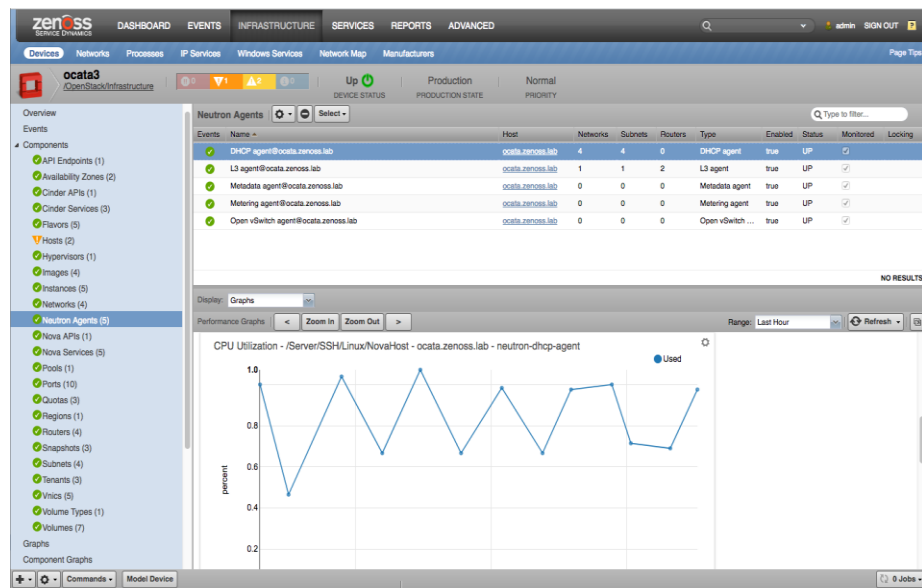 zenoss
SERVICE DYNAMICS
DASHBOARD EVENTS INFRASTRUCTURE SERVICES REPORTS ADVANCED
admin SIGN OUT ?
Devices Networks Processes IP Services Windows Services Network Map Manufacturers Page Tips
ocata3
/OpenStack/Infrastructure
0 1 2 0
Up
DEVICE STATUS
Production
PRODUCTION STATE
Normal
PRIORITY
Overview
Events
Components
API Endpoints (1)
Availability Zones (2)
Cinder APIs (1)
Cinder Services (3)
Flavors (5)
Hosts (2)
Hypervisors (1)
Images (4)
Instances (5)
Networks (4)
Neutron Agents (5)
Nova APIs (1)
Nova Services (5)
Pools (1)
Ports (10)
Quotas (3)
Regions (1)
Routers (4)
Snapshots (3)
Subnets (4)
Tenants (3)
Vnics (5)
Volume Types (1)
Volumes (7)
Graphs
Component Graphs
Neutron Agents Select Type to filter...
Events Name Host Networks Subnets Routers Type Enabled Status Monitored Locking
DHCP agent@ocata.zenoss.lab ocata.zenoss.lab 4 4 0 DHCP agent true UP
L3 agent@ocata.zenoss.lab ocata.zenoss.lab 1 1 2 L3 agent true UP
Metadata agent@ocata.zenoss.lab ocata.zenoss.lab 0 0 0 Metadata agent true UP
Metering agent@ocata.zenoss.lab ocata.zenoss.lab 0 0 0 Metering agent true UP
Open vSwitch agent@ocata.zenoss.lab ocata.zenoss.lab 0 0 0 Open vSwitch ... true UP
NO RESULTS
Display: Graphs
Performance Graphs < Zoom In Zoom Out > Range: Last Hour Refresh
CPU Utilization - /Server/SSH/Linux/NovaHost - ocata.zenoss.lab - neutron-dhcp-agent
Used
1.0
0.8
0.6
0.4
0.2
percent
Commands Model Device 0 Jobs